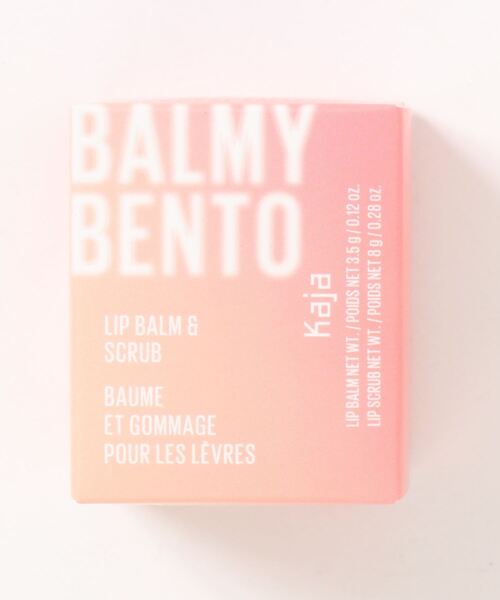 BALMY
BENTO
LIP BALM &
SCRUB
BAUME
ET GOMMAGE
POUR LES LÈVRES
Kaja
LIP BALM NET WT. / POIDS NET 3.5 g / 0.12 oz.
LIP SCRUB NET WT. / POIDS NET 8 g / 0.28 oz.